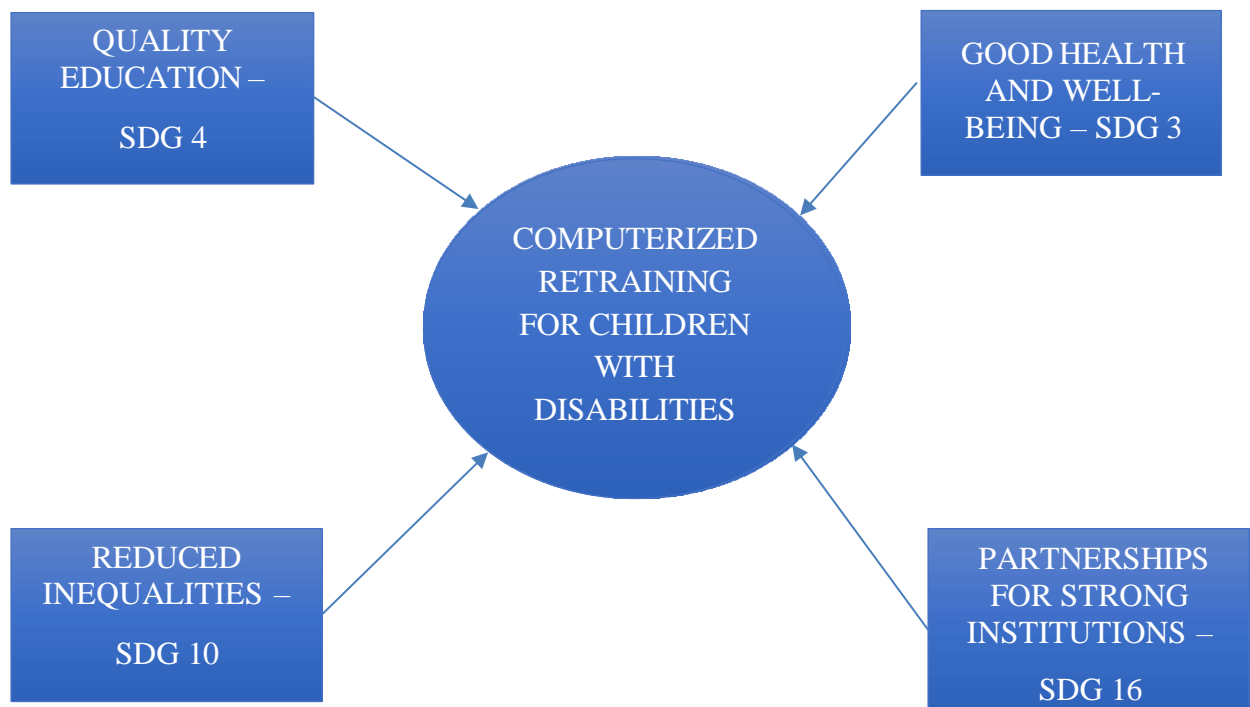 QUALITY
EDUCATION –
SDG 4
GOOD HEALTH
AND WELL-
BEING – SDG 3
COMPUTERIZED
RETRAINING
FOR CHILDREN
WITH
DISABILITIES
REDUCED
INEQUALITIES –
SDG 10
PARTNERSHIPS
FOR STRONG
INSTITUTIONS –
SDG 16